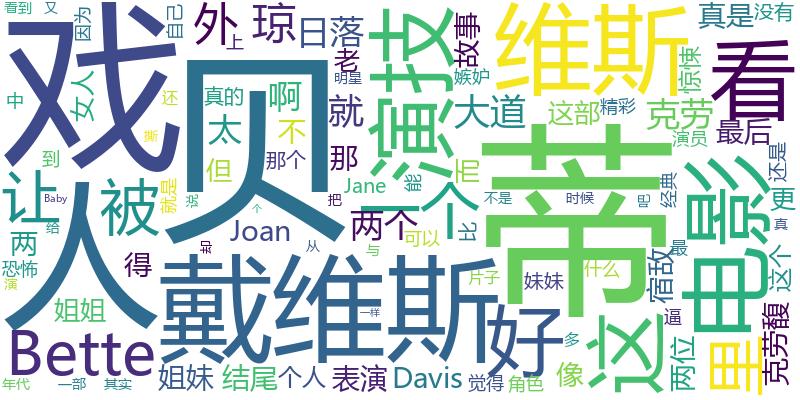 看到 又 因为 自己 外 琼 日落 真是 没有
戏 上 老 故事 维斯 看
中 女人 还 明皇 嫉妒 惊悚
贝 真的 啊 演技 大道 这部 精彩 克劳
撕 太 就 演员 最后
到 但 不 那 一个 而 蒂 还是
人 就是 那个 电影
让 被 Baby 说 Jane 能 不是 时候 吧 经典 更
两 给 个 把 两个 比 宿敌 最 真
恐怖 得 Joan 却 从 与 可以 这个
演 戴维斯 好 片子 妹妹 什么 逼
姐姐 一样 多 这 两位 里 克劳馥
Bette
姐妹 结尾 个人 表演 Davis 觉得 角色 像
年代 一部 其实